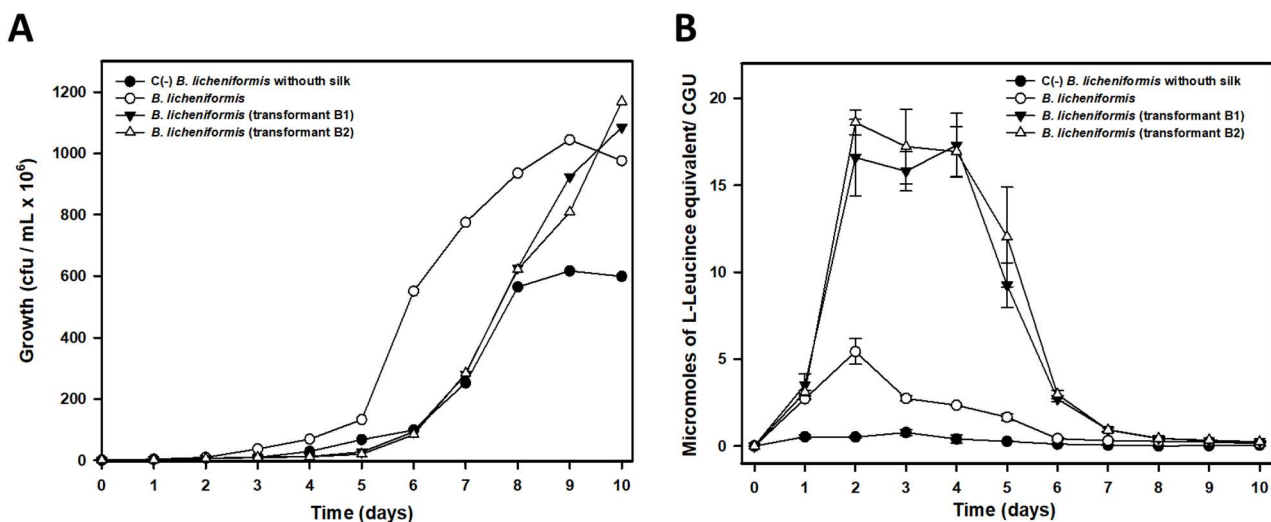 A
C(-) B. licheniformis withouth silk
B. licheniformis
B. licheniformis (transformant B1)
B. licheniformis (transformant B2)
Growth (cfu / mL x 10⁶)
1200
1000
800
600
400
200
0
0 1 2 3 4 5 6 7 8 9 10
Time (days)
B
C(-) B. licheniformis withouth silk
B. licheniformis
B. licheniformis (transformant B1)
B. licheniformis (transformant B2)
Micromoles of L-Leucince equivalent/ CGU
20
15
10
5
0
0 1 2 3 4 5 6 7 8 9 10
Time (days)